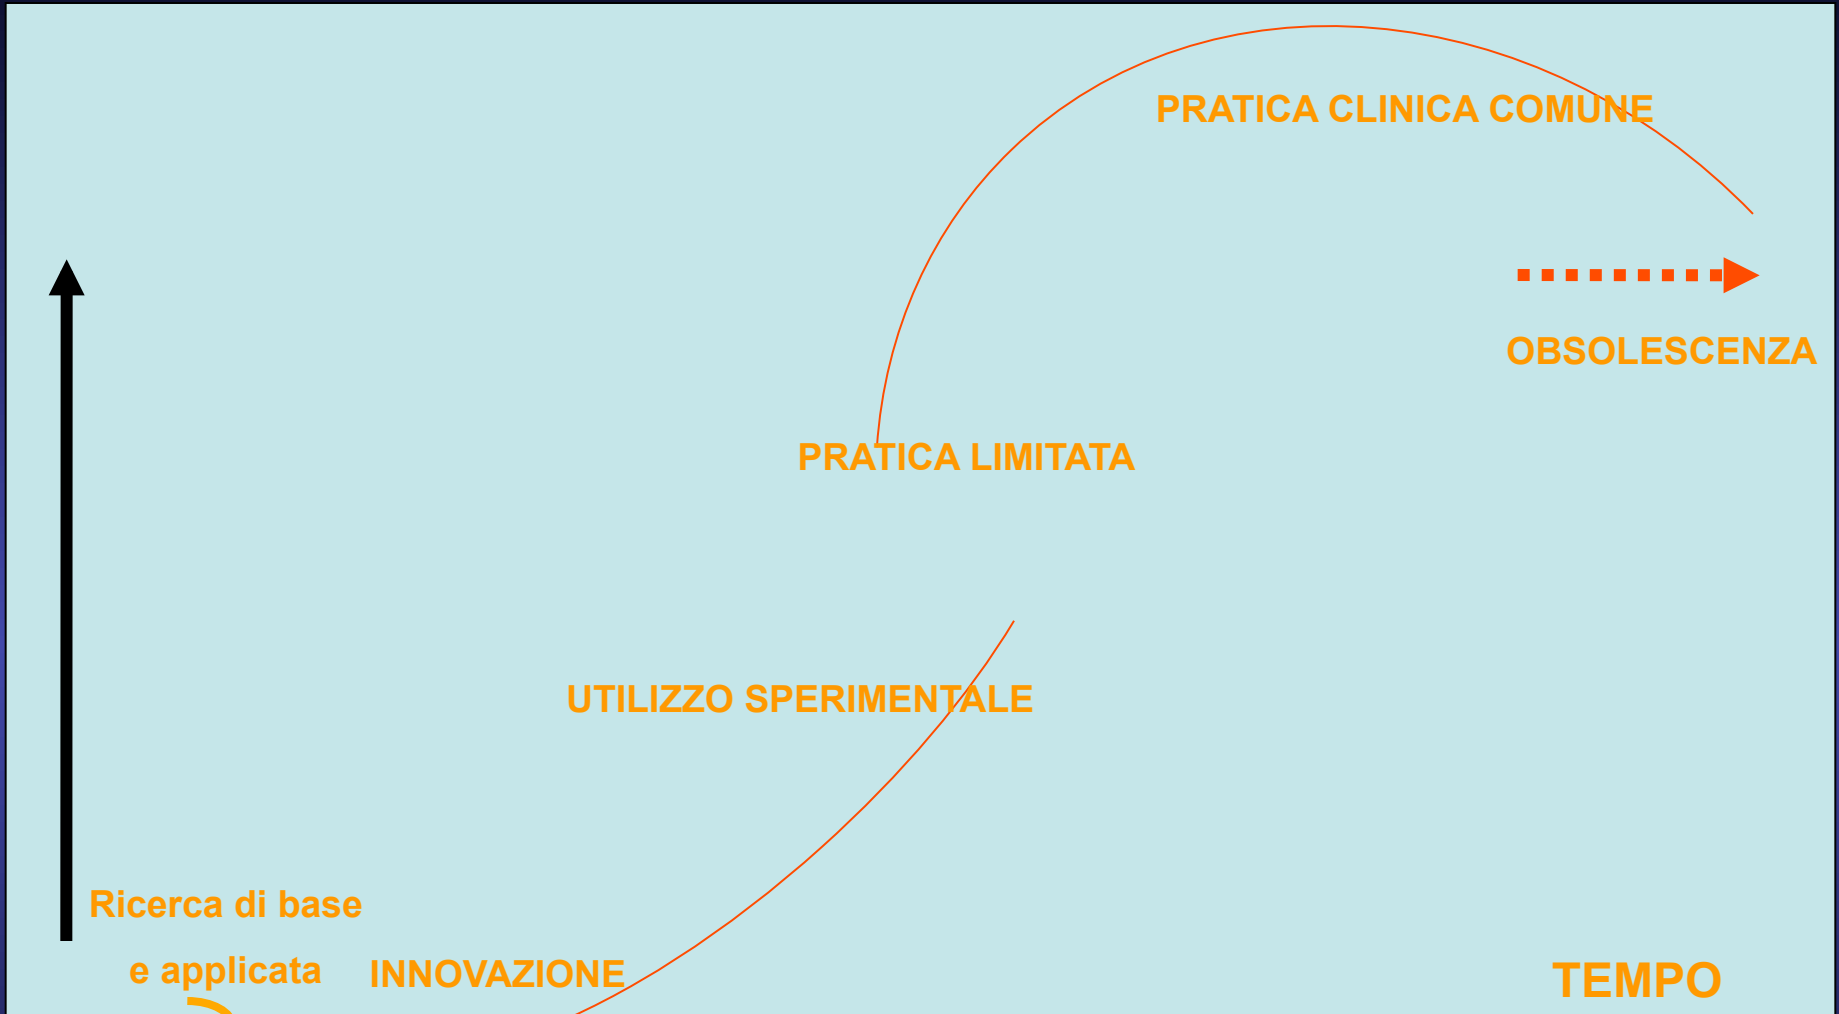 PRATICA CLINICA COMUNE
OBSOLESCENZA
PRATICA LIMITATA
UTILIZZO SPERIMENTALE
Ricerca di base
e applicata
INNOVAZIONE
TEMPO